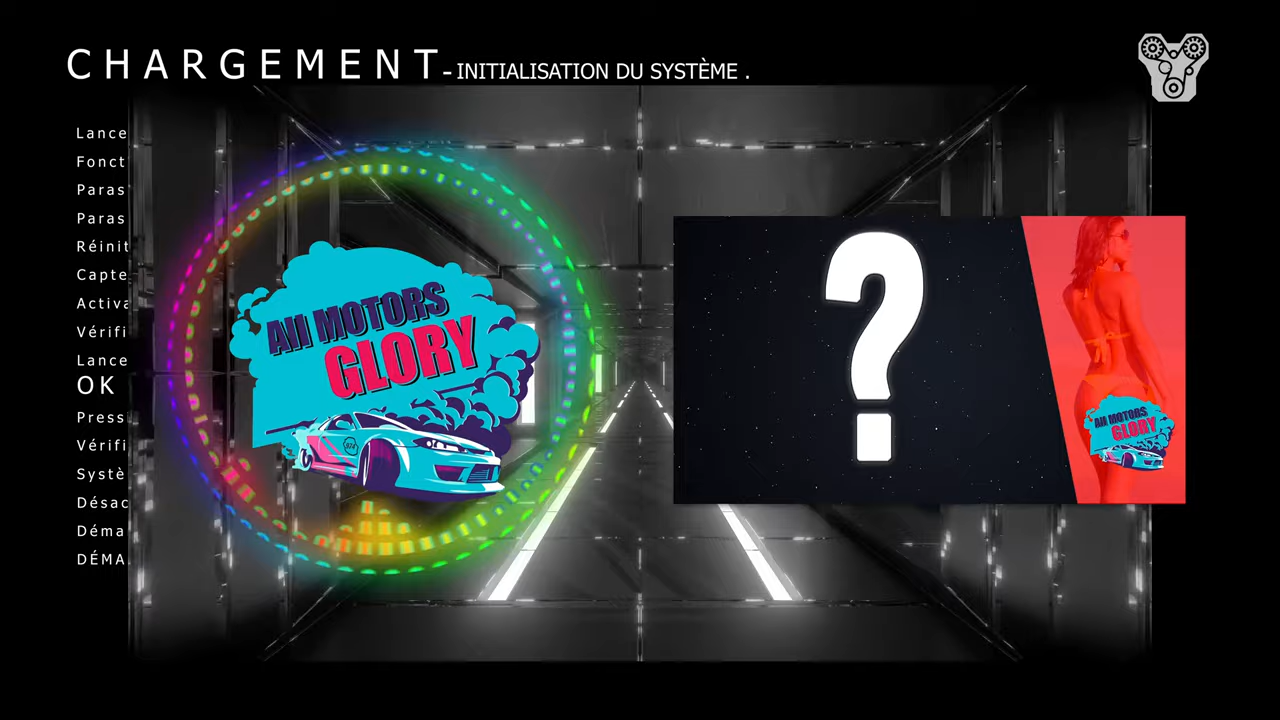 CHARGEMENT - INITIALISATION DU SYSTÈME .
Lance
Fonct
Paras
Paras
Réinit
Capte
Activa
Vérifi
Lance
OK
Press
Vérifi
Systè
Désac
Déma
DÉMA
All MOTORS
GLORY
?
All MOTORS
GLORY